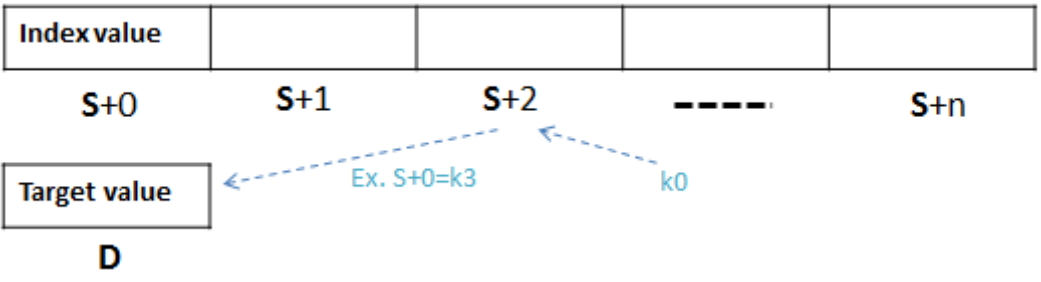 Index value
S+0 S+1 S+2 ----- S+n
Ex. S+0=k3 k0
Target value
D